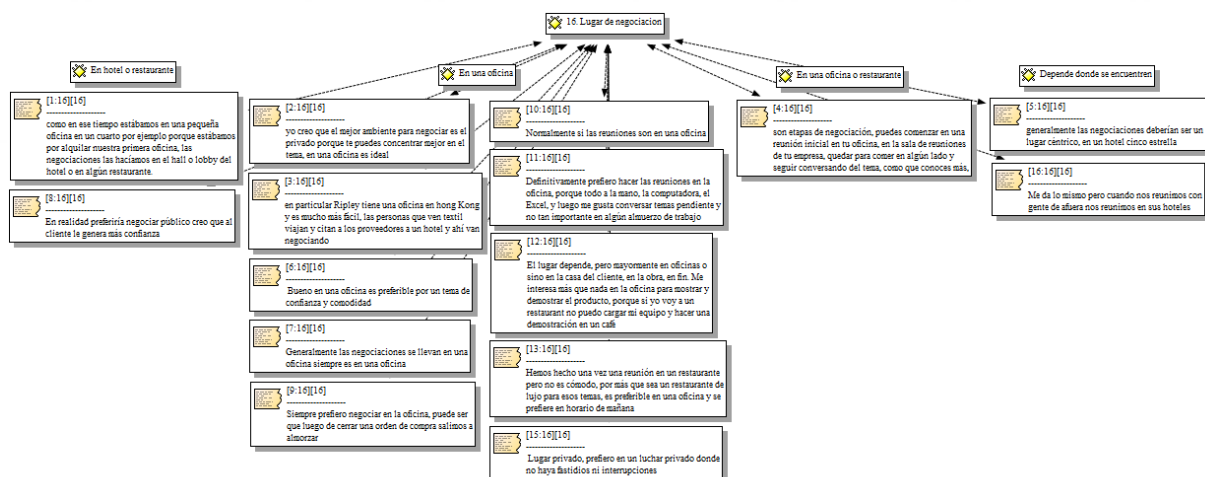 16. Lugar de negociacion
En hotel o restaurante
[1:16][16]
--------------------
como en ese tiempo estábamos en una pequeña
oficina en un cuarto por ejemplo porque estábamos
por alquilar nuestra primera oficina, las
negociaciones las hacíamos en el hall o lobby del
hotel o en algún restaurante.
[8:16][16]
--------------------
En realidad preferiría negociar público creo que al
cliente le genera más confianza
En una oficina
[2:16][16]
--------------------
yo creo que el mejor ambiente para negociar es el
privado porque te puedes concentrar mejor en el
tema, en una oficina es ideal
[3:16][16]
--------------------
en particular Ripley tiene una oficina en hong Kong
y es mucho más fácil, las personas que ven textil
viajan y citan a los proveedores a un hotel y ahí van
negociando
[6:16][16]
--------------------
Bueno en una oficina es preferible por un tema de
confianza y comodidad
[7:16][16]
--------------------
Generalmente las negociaciones se llevan en una
oficina siempre es en una oficina
[9:16][16]
--------------------
Siempre prefiero negociar en la oficina, puede ser
que luego de cerrar una orden de compra salimos a
almorzar
[10:16][16]
--------------------
Normalmente si las reuniones son en una oficina
[11:16][16]
--------------------
Definitivamente prefiero hacer las reuniones en la
oficina, porque todo a la mano, la computadora, el
Excel, y luego me gusta conversar temas pendiente y
no tan importante en algún almuerzo de trabajo
[12:16][16]
--------------------
El lugar depende, pero mayormente en oficinas o
sino en la casa del cliente, en la obra, en fin. Me
interesa más que nada en la oficina para mostrar y
demostrar el producto, porque si yo voy a un
restaurant no puedo cargar mi equipo y hacer una
demostración en un café
[13:16][16]
--------------------
Hemos hecho una vez una reunión en un restaurante
pero no es cómodo, por más que sea un restaurante de
lujo para esos temas, es preferible en una oficina y se
prefiere en horario de mañana
[15:16][16]
--------------------
Lugar privado, prefiero en un luchar privado donde
no haya fastidios ni interrupciones
En una oficina o restaurante
[4:16][16]
--------------------
son etapas de negociación, puedes comenzar en una
reunión inicial en tu oficina, en la sala de reuniones
de tu empresa, quedar para comer en algún lado y
seguir conversando del tema, como que conoces más,
Depende donde se encuentren
[5:16][16]
--------------------
generalmente las negociaciones deberían ser un
lugar céntrico, en un hotel cinco estrella
[16:16][16]
--------------------
Me da lo mismo pero cuando nos reunimos con
gente de afuera nos reunimos en sus hoteles